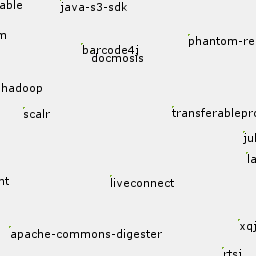 able
java-s3-sdk
m
phantom-re
barcode4j
docmosis
hadoop
scalr
transferablepro
jul
la
nt
liveconnect
xqj
apache-commons-digester
rtsj